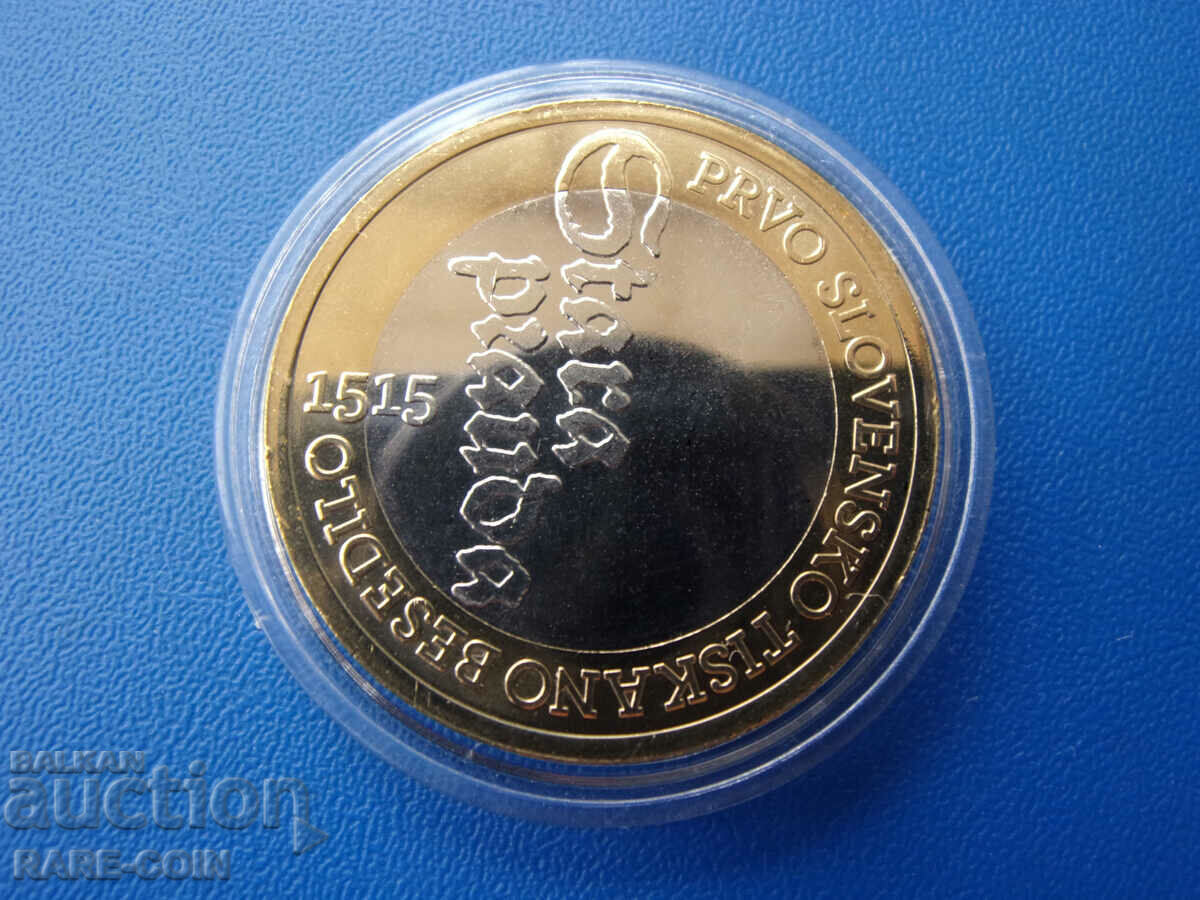 Stara
pravda
PRVO SLOVENSKO TISKANO BESEDILO
1515
BALKAN
auction
RARE-COIN